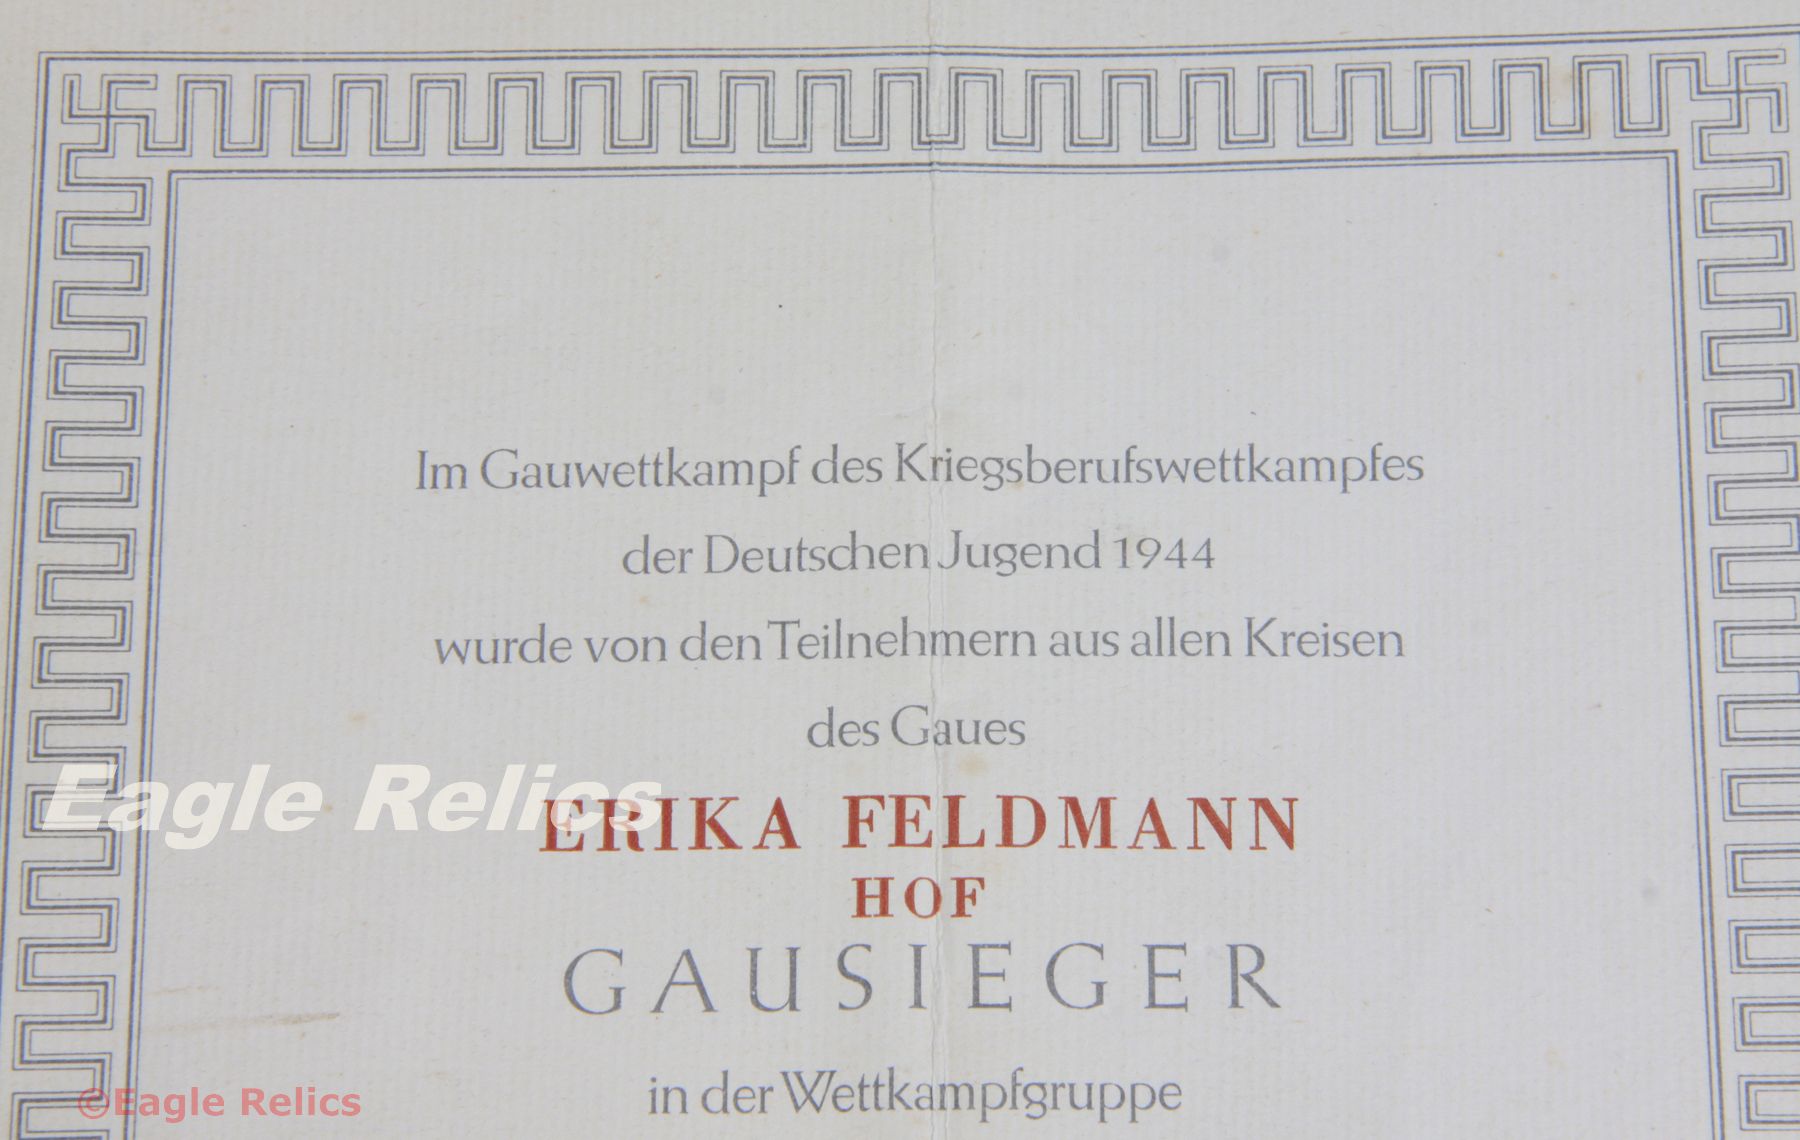 Im Gauwettkampf des Kriegsberufswettkampfes
der Deutschen Jugend 1944
wurde von den Teilnehmern aus allen Kreisen
des Gaues
Eagle Relics
ERIKA FELDMANN
HOF
GAUSIEGER
in der Wettkampfgruppe
©Eagle Relics